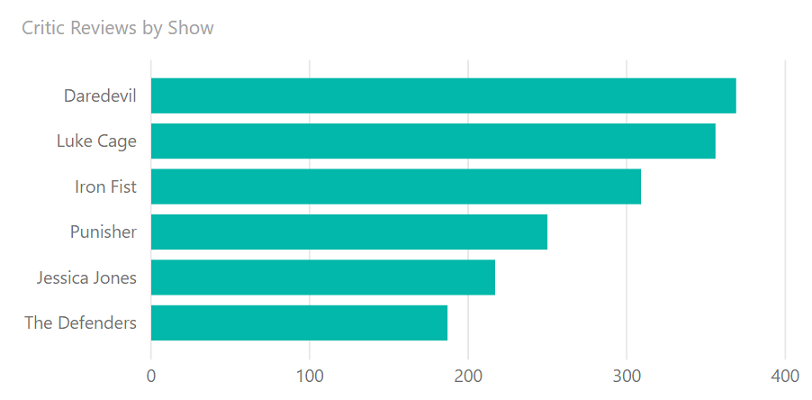 Critic Reviews by Show
Daredevil
Luke Cage
Iron Fist
Punisher
Jessica Jones
The Defenders
0 100 200 300 400